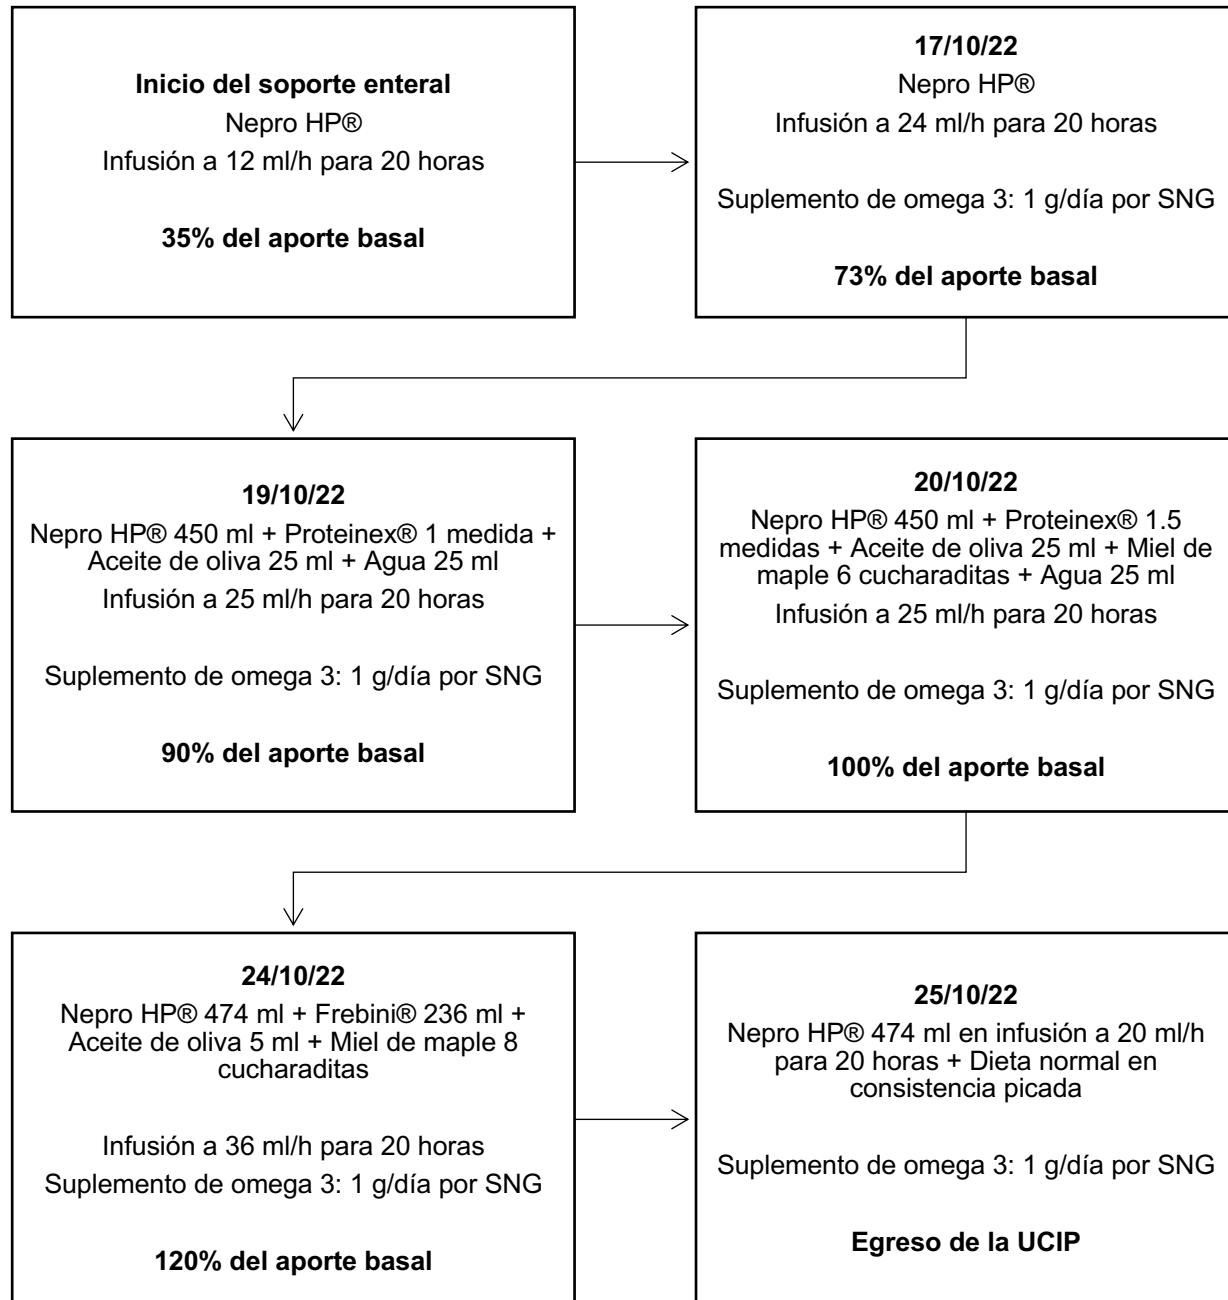 Inicio del soporte enteral
Nepro HP®
Infusión a 12 ml/h para 20 horas
35% del aporte basal
17/10/22
Nepro HP®
Infusión a 24 ml/h para 20 horas
Suplemento de omega 3: 1 g/día por SNG
73% del aporte basal
19/10/22
Nepro HP® 450 ml + Proteinex® 1 medida +
Aceite de oliva 25 ml + Agua 25 ml
Infusión a 25 ml/h para 20 horas
Suplemento de omega 3: 1 g/día por SNG
90% del aporte basal
20/10/22
Nepro HP® 450 ml + Proteinex® 1.5
medidas + Aceite de oliva 25 ml + Miel de
maple 6 cucharaditas + Agua 25 ml
Infusión a 25 ml/h para 20 horas
Suplemento de omega 3: 1 g/día por SNG
100% del aporte basal
24/10/22
Nepro HP® 474 ml + Frebini® 236 ml +
Aceite de oliva 5 ml + Miel de maple 8
cucharaditas
Infusión a 36 ml/h para 20 horas
Suplemento de omega 3: 1 g/día por SNG
120% del aporte basal
25/10/22
Nepro HP® 474 ml en infusión a 20 ml/h
para 20 horas + Dieta normal en
consistencia picada
Suplemento de omega 3: 1 g/día por SNG
Egreso de la UCIP